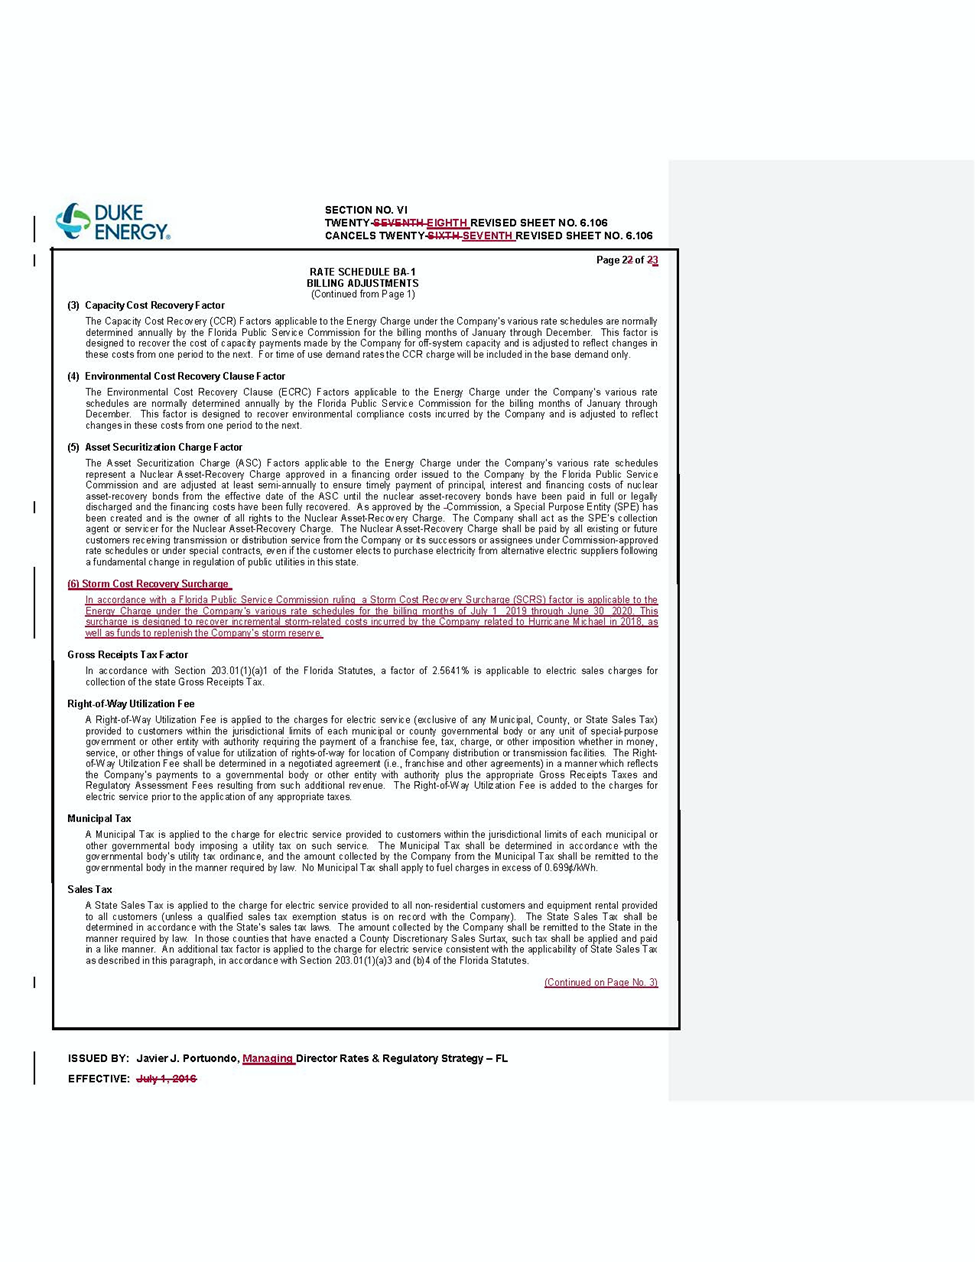 DUKE
ENERGY®
SECTION NO. VI
TWENTY-SEVENTH EIGHTH REVISED SHEET NO. 6.106
CANCELS TWENTY-SIXTH SEVENTH REVISED SHEET NO. 6.106
Page 22 of 23
RATE SCHEDULE BA-1
BILLING ADJUSTMENTS
(Continued from Page 1)
(3) Capacity Cost Recovery Factor
The Capacity Cost Recovery (CCR) Factors applicable to the Energy Charge under the Company's various rate schedules are normally
determined annually by the Florida Public Service Commission for the billing months of January through December. This factor is
designed to recover the cost of capacity payments made by the Company for off-system capacity and is adjusted to reflect changes in
these costs from one period to the next. For time of use demand rates the CCR charge will be included in the base demand only.
(4) Environmental Cost Recovery Clause Factor
The Environmental Cost Recovery Clause (ECRC) Factors applicable to the Energy Charge under the Company's various rate
schedules are normally determined annually by the Florida Public Service Commission for the billing months of January through
December. This factor is designed to recover environmental compliance costs incurred by the Company and is adjusted to reflect
changes in these costs from one period to the next.
(5) Asset Securitization Charge Factor
The Asset Securitization Charge (ASC) Factors applicable to the Energy Charge under the Company's various rate schedules
represent a Nuclear Asset-Recovery Charge approved in a financing order issued to the Company by the Florida Public Service
Commission and are adjusted at least semi-annually to ensure timely payment of principal, interest and financing costs of nuclear
asset-recovery bonds from the effective date of the ASC until the nuclear asset-recovery bonds have been paid in full or legally
discharged and the financing costs have been fully recovered. As approved by the -Commission, a Special Purpose Entity (SPE) has
been created and is the owner of all rights to the Nuclear Asset-Recovery Charge. The Company shall act as the SPE's collection
agent or servicer for the Nuclear Asset-Recovery Charge. The Nuclear Asset-Recovery Charge shall be paid by all existing or future
customers receiving transmission or distribution service from the Company or its successors or assignees under Commission-approved
rate schedules or under special contracts, even if the customer elects to purchase electricity from alternative electric suppliers following
a fundamental change in regulation of public utilities in this state.
(6) Storm Cost Recovery Surcharge
In accordance with a Florida Public Service Commission ruling, a Storm Cost Recovery Surcharge (SCRS) factor is applicable to the
Energy Charge under the Company's various rate schedules for the billing months of July 1, 2019 through June 30, 2020. This
surcharge is designed to recover incremental storm-related costs incurred by the Company related to Hurricane Michael in 2018, as
well as funds to replenish the Company's storm reserve.
Gross Receipts Tax Factor
In accordance with Section 203.01(1)(a)1 of the Florida Statutes, a factor of 2.5641% is applicable to electric sales charges for
collection of the state Gross Receipts Tax.
Right-of-Way Utilization Fee
A Right-of-Way Utilization Fee is applied to the charges for electric service (exclusive of any Municipal, County, or State Sales Tax)
provided to customers within the jurisdictional limits of each municipal or county governmental body or any unit of special-purpose
government or other entity with authority requiring the payment of a franchise fee, tax, charge, or other imposition whether in money,
service, or other things of value for utilization of rights-of-way for location of Company distribution or transmission facilities. The Right-
of-Way Utilization Fee shall be determined in a negotiated agreement (i.e., franchise and other agreements) in a manner which reflects
the Company's payments to a governmental body or other entity with authority plus the appropriate Gross Receipts Taxes and
Regulatory Assessment Fees resulting from such additional revenue. The Right-of-Way Utilization Fee is added to the charges for
electric service prior to the application of any appropriate taxes.
Municipal Tax
A Municipal Tax is applied to the charge for electric service provided to customers within the jurisdictional limits of each municipal or
other governmental body imposing a utility tax on such service. The Municipal Tax shall be determined in accordance with the
governmental body's utility tax ordinance, and the amount collected by the Company from the Municipal Tax shall be remitted to the
governmental body in the manner required by law. No Municipal Tax shall apply to fuel charges in excess of 0.699¢/kWh.
Sales Tax
A State Sales Tax is applied to the charge for electric service provided to all non-residential customers and equipment rental provided
to all customers (unless a qualified sales tax exemption status is on record with the Company). The State Sales Tax shall be
determined in accordance with the State's sales tax laws. The amount collected by the Company shall be remitted to the State in the
manner required by law. In those counties that have enacted a County Discretionary Sales Surtax, such tax shall be applied and paid
in a like manner. An additional tax factor is applied to the charge for electric service consistent with the applicability of State Sales Tax
as described in this paragraph, in accordance with Section 203.01(1)(a)3 and (b)4 of the Florida Statutes.
(Continued on Page No. 3)
ISSUED BY: Javier J. Portuondo, Managing Director Rates & Regulatory Strategy – FL
EFFECTIVE: July 1, 2016